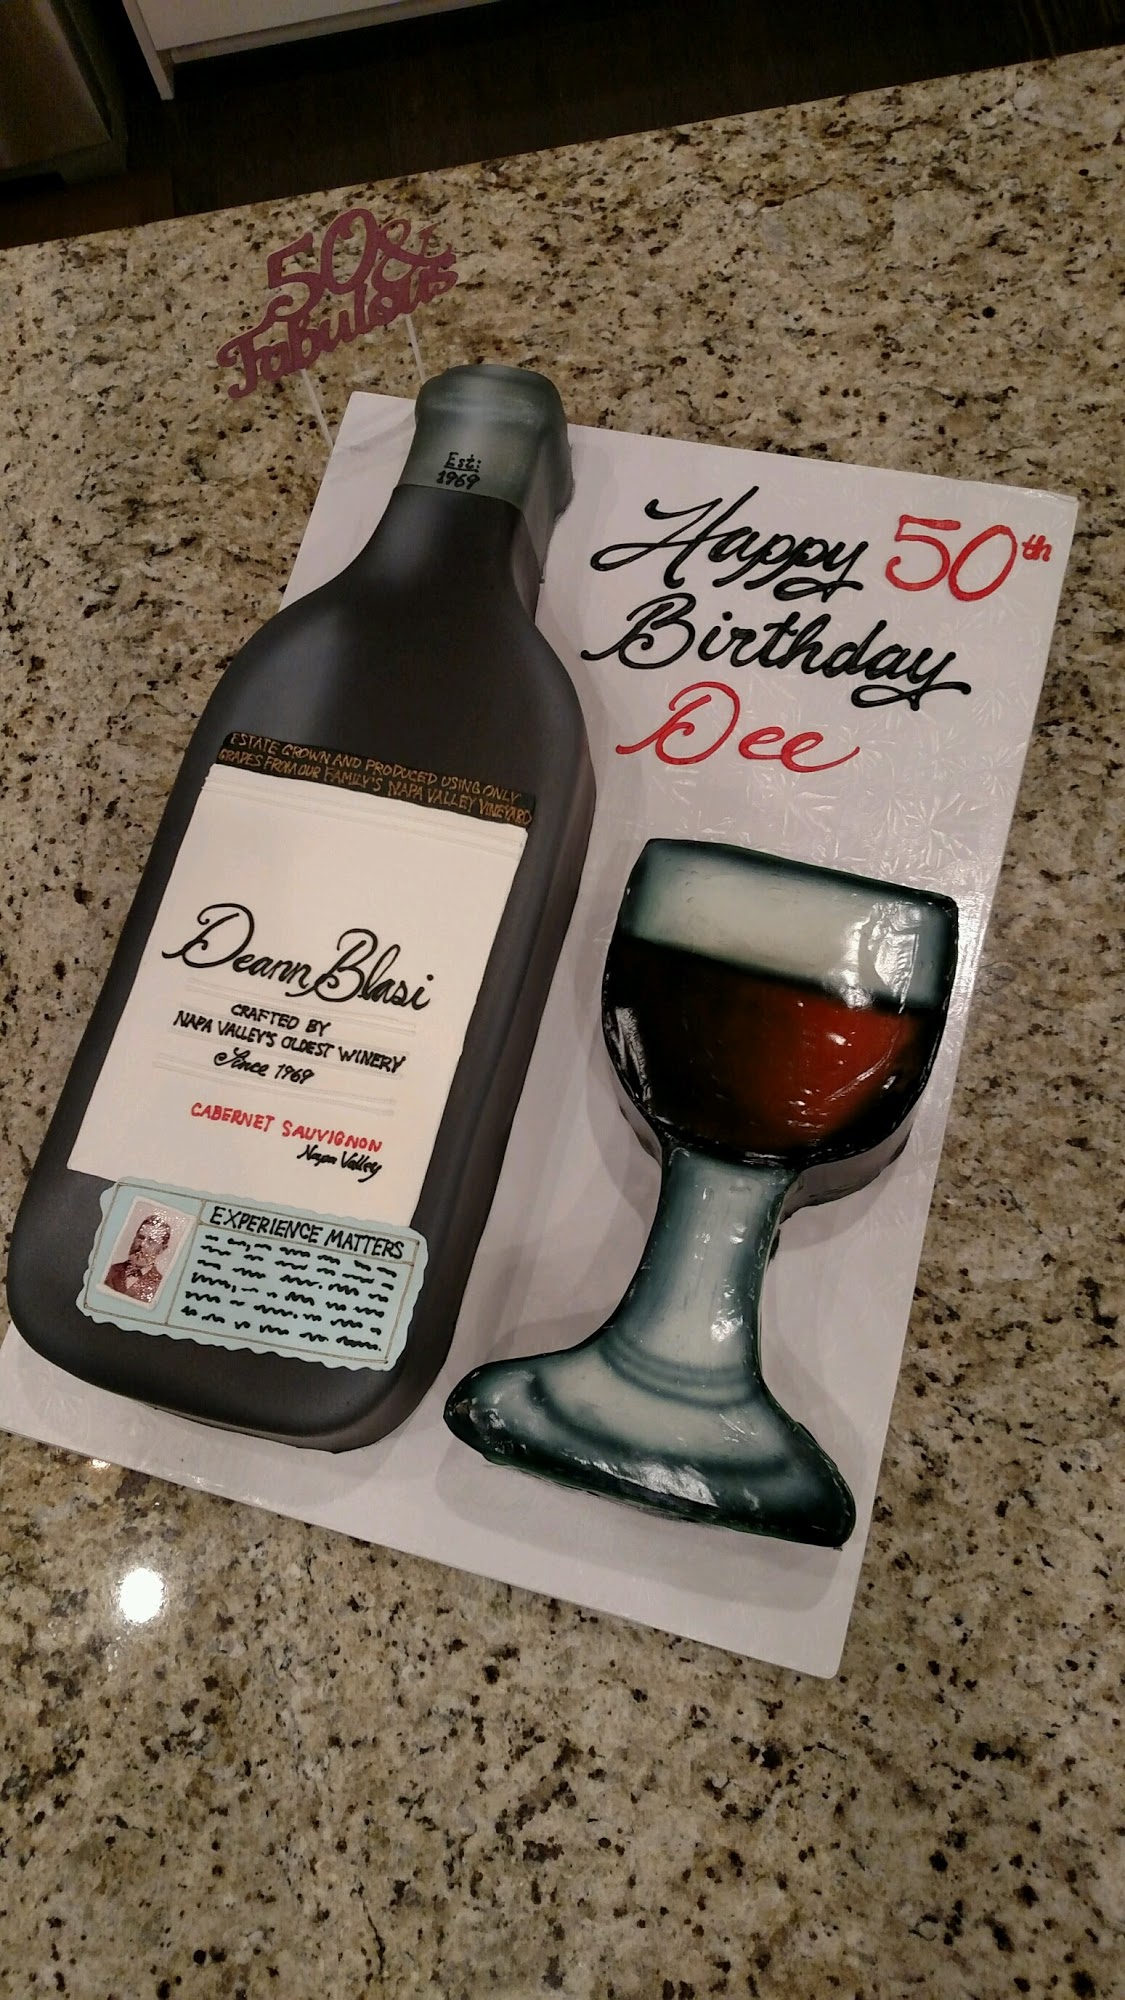 50&
Fabulous
Est:
1969
Happy 50th
Birthday
Dee
ESTATE GROWN AND PRODUCED USING ONLY
GRAPES FROM OUR FAMILY'S NAPA VALLEY VINEYARD
Deann Blasi
CRAFTED BY
NAPA VALLEY'S OLDEST WINERY
Since 1969
CABERNET SAUVIGNON
Napa Valley
EXPERIENCE MATTERS